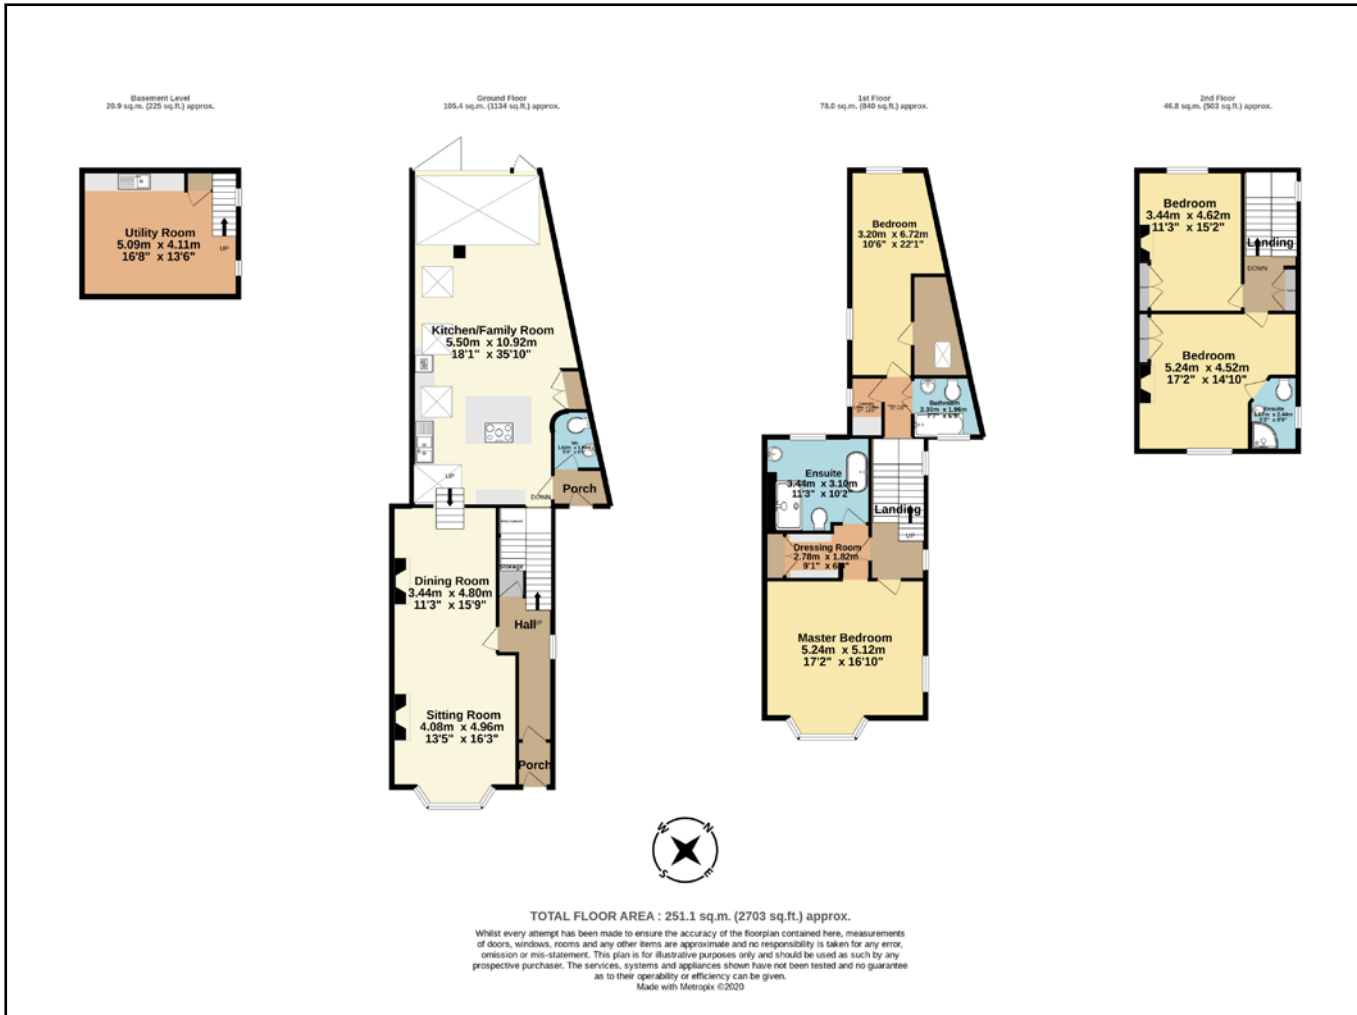 Basement Level
20.9 sq.m. (225 sq.ft.) approx.
Ground Floor
105.4 sq.m. (1134 sq.ft.) approx.
1st Floor
78.0 sq.m. (840 sq.ft.) approx.
2nd Floor
46.8 sq.m. (503 sq.ft.) approx.
Utility Room
5.09m x 4.11m
16'8" x 13'6"
UP
Kitchen/Family Room
5.50m x 10.92m
18'1" x 35'10"
UP
DOWN
Porch
Storage
Dining Room
3.44m x 4.80m
11'3" x 15'9"
Hall
UP
Sitting Room
4.08m x 4.96m
13'5" x 16'3"
Porch
Bedroom
3.20m x 6.72m
10'6" x 22'1"
Bathroom
2.30m x 1.96m
Ensuite
3.44m x 3.10m
11'3" x 10'2"
Landing
UP
Dressing Room
2.78m x 1.82m
9'1"
Master Bedroom
5.24m x 5.12m
17'2" x 16'10"
Bedroom
3.44m x 4.62m
11'3" x 15'2"
Landing
DOWN
Bedroom
5.24m x 4.52m
17'2" x 14'10"
Ensuite
W N
S E
TOTAL FLOOR AREA : 251.1 sq.m. (2703 sq.ft.) approx.
Whilst every attempt has been made to ensure the accuracy of the floorplan contained here, measurements
of doors, windows, rooms and any other items are approximate and no responsibility is taken for any error,
omission or mis-statement. This plan is for illustrative purposes only and should be used as such by any
prospective purchaser. The services, systems and appliances shown have not been tested and no guarantee
as to their operability or efficiency can be given.
Made with Metropix ©2020